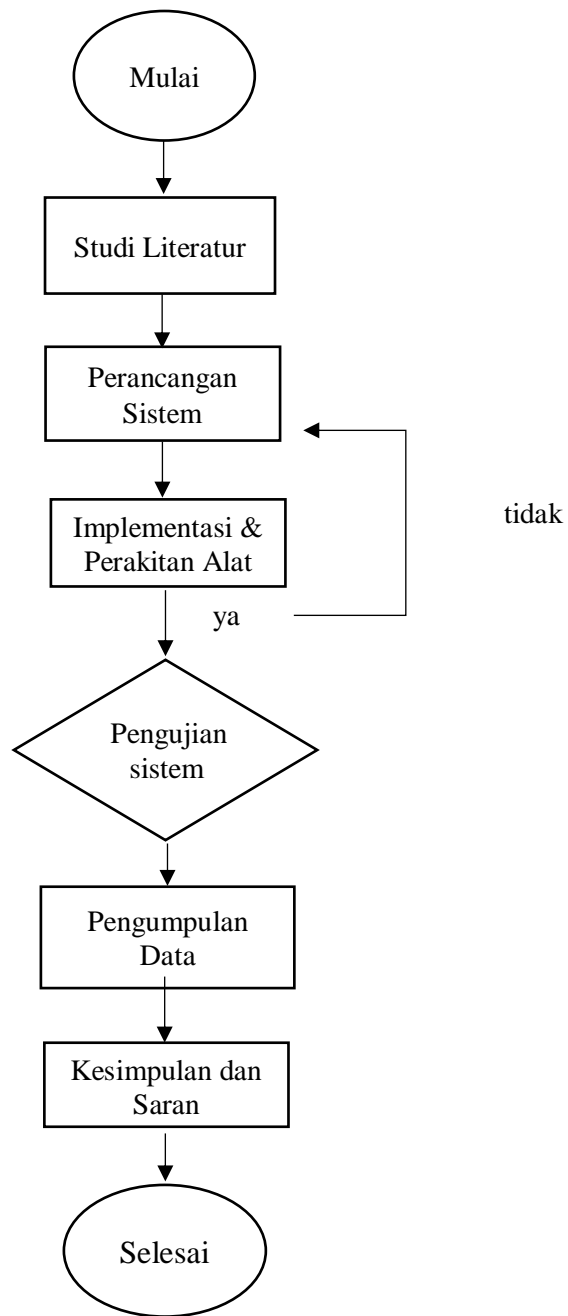 Mulai
Studi Literatur
Perancangan
Sistem
tidak
Implementasi &
Perakitan Alat
ya
Pengujian
sistem
Pengumpulan
Data
Kesimpulan dan
Saran
Selesai